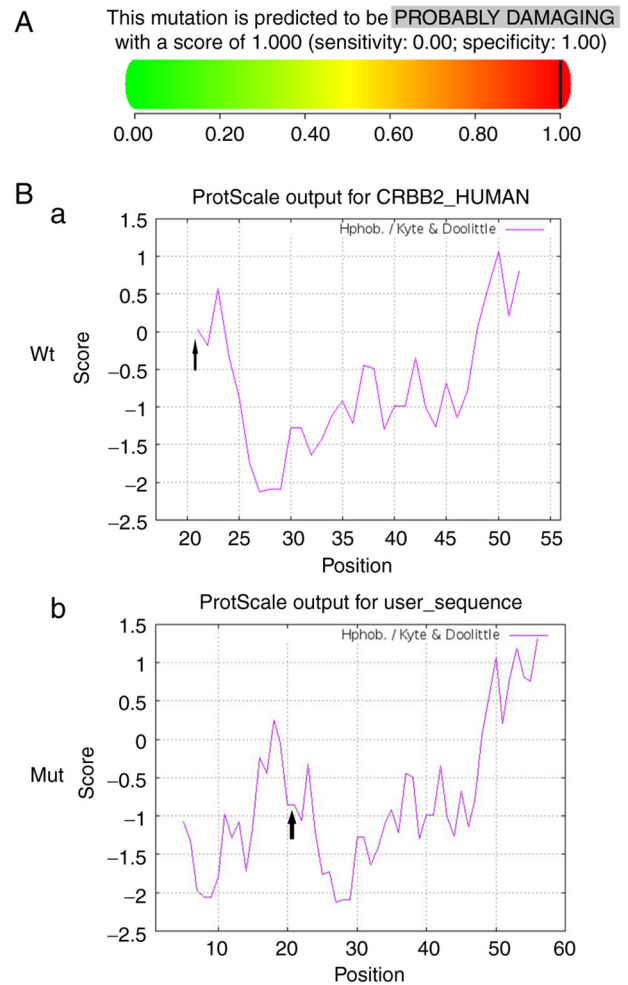 A
This mutation is predicted to be PROBABLY DAMAGING
with a score of 1.000 (sensitivity: 0.00; specificity: 1.00)
0.00 0.20 0.40 0.60 0.80 1.00
B
a
ProtScale output for CRBB2_HUMAN
Hphob. / Kyte & Doolittle
1.5
1
0.5
0
−0.5
−1
−1.5
−2
−2.5
Wt
Score
20 25 30 35 40 45 50 55
Position
b
ProtScale output for user_sequence
Hphob. / Kyte & Doolittle
1.5
1
0.5
0
−0.5
−1
−1.5
−2
−2.5
Mut
Score
10 20 30 40 50 60
Position